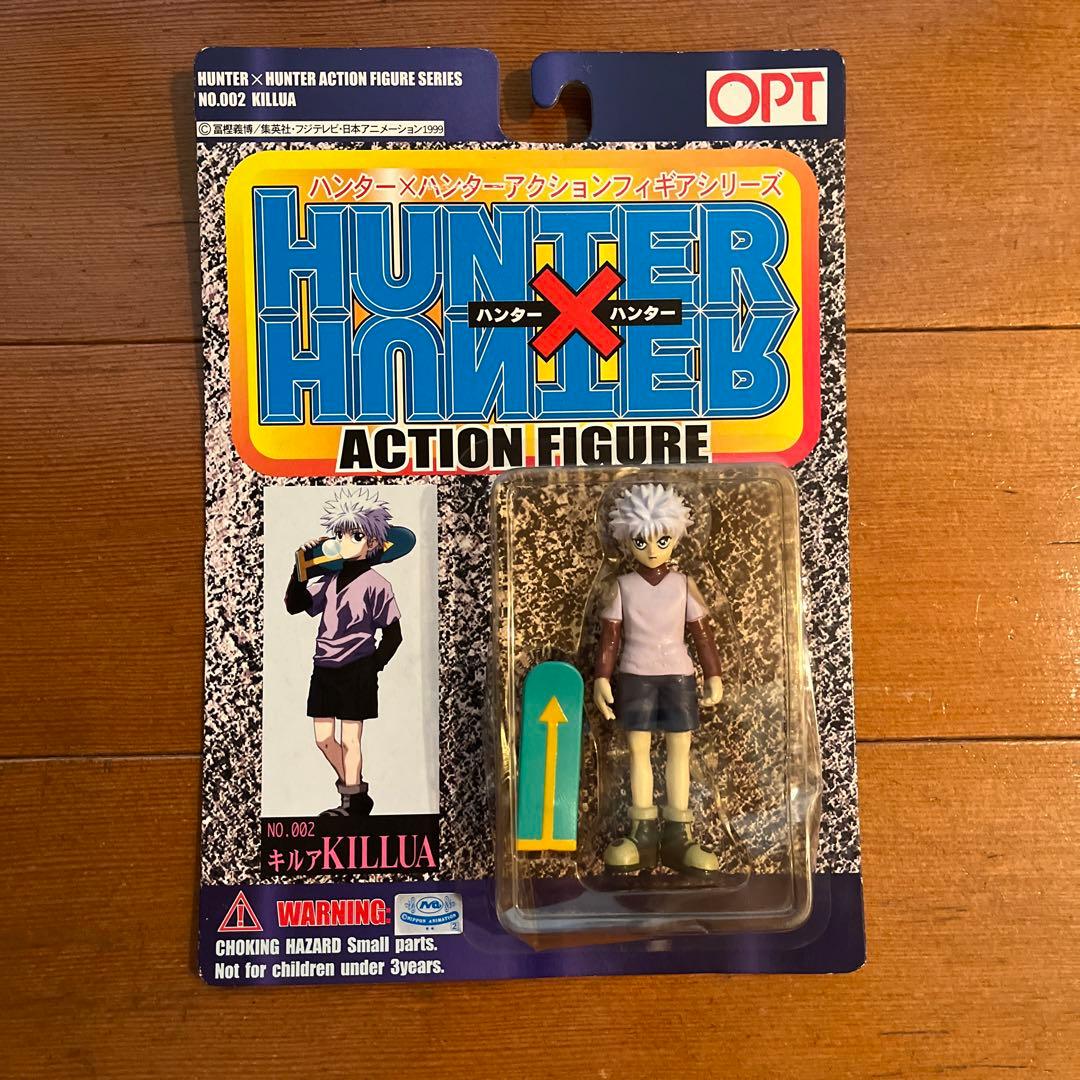 HUNTER×HUNTER ACTION FIGURE SERIES
NO.002 KILLUA
©冨樫義博/集英社・フジテレビ・日本アニメーション1999
OPT
ハンター×ハンターアクションフィギアシリーズ
HUNTER
ハンター×ハンター
HUNTER
ACTION FIGURE
NO.002
キルアKILLUA
WARNING:
©NIPPON ANIMATION
2
CHOKING HAZARD Small parts.
Not for children under 3years.